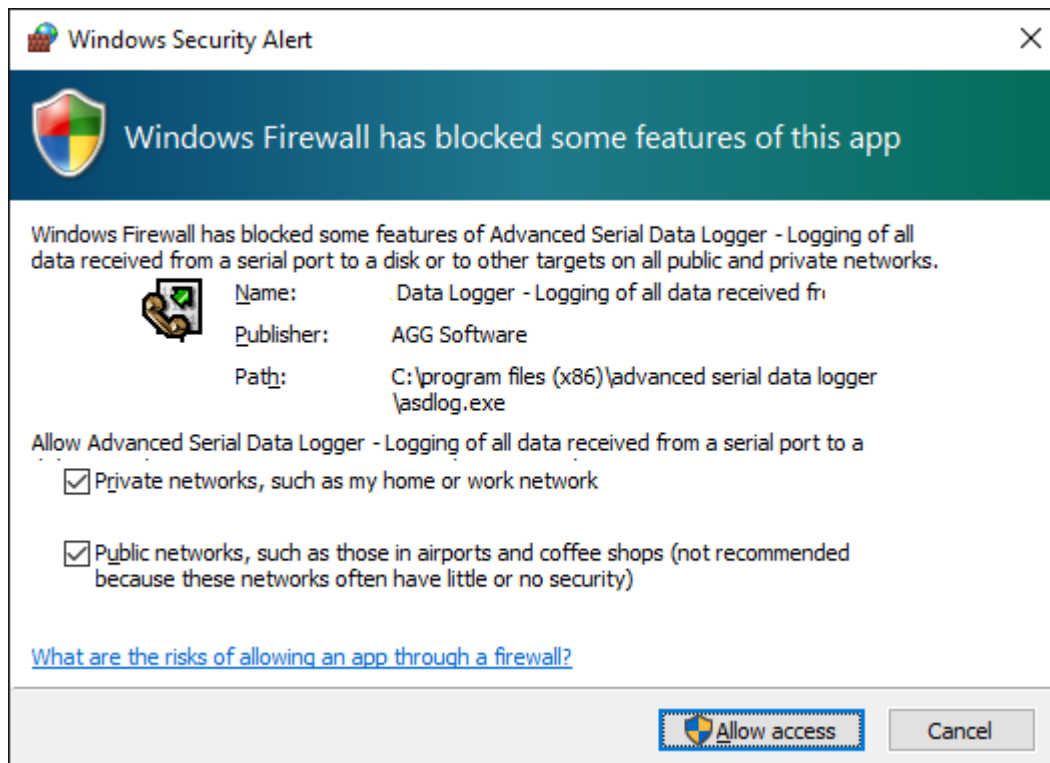 Windows Security Alert
Windows Firewall has blocked some features of this app
Windows Firewall has blocked some features of Advanced Serial Data Logger - Logging of all
data received from a serial port to a disk or to other targets on all public and private networks.
Name: Data Logger - Logging of all data received
Publisher: AGG Software
Path: C:\program files (x86)\advanced serial data logger
\asdlog.exe
Allow Advanced Serial Data Logger - Logging of all data received from a serial port to a
Private networks, such as my home or work network
Public networks, such as those in airports and coffee shops (not recommended
because these networks often have little or no security)
What are the risks of allowing an app through a firewall?
Allow access
Cancel